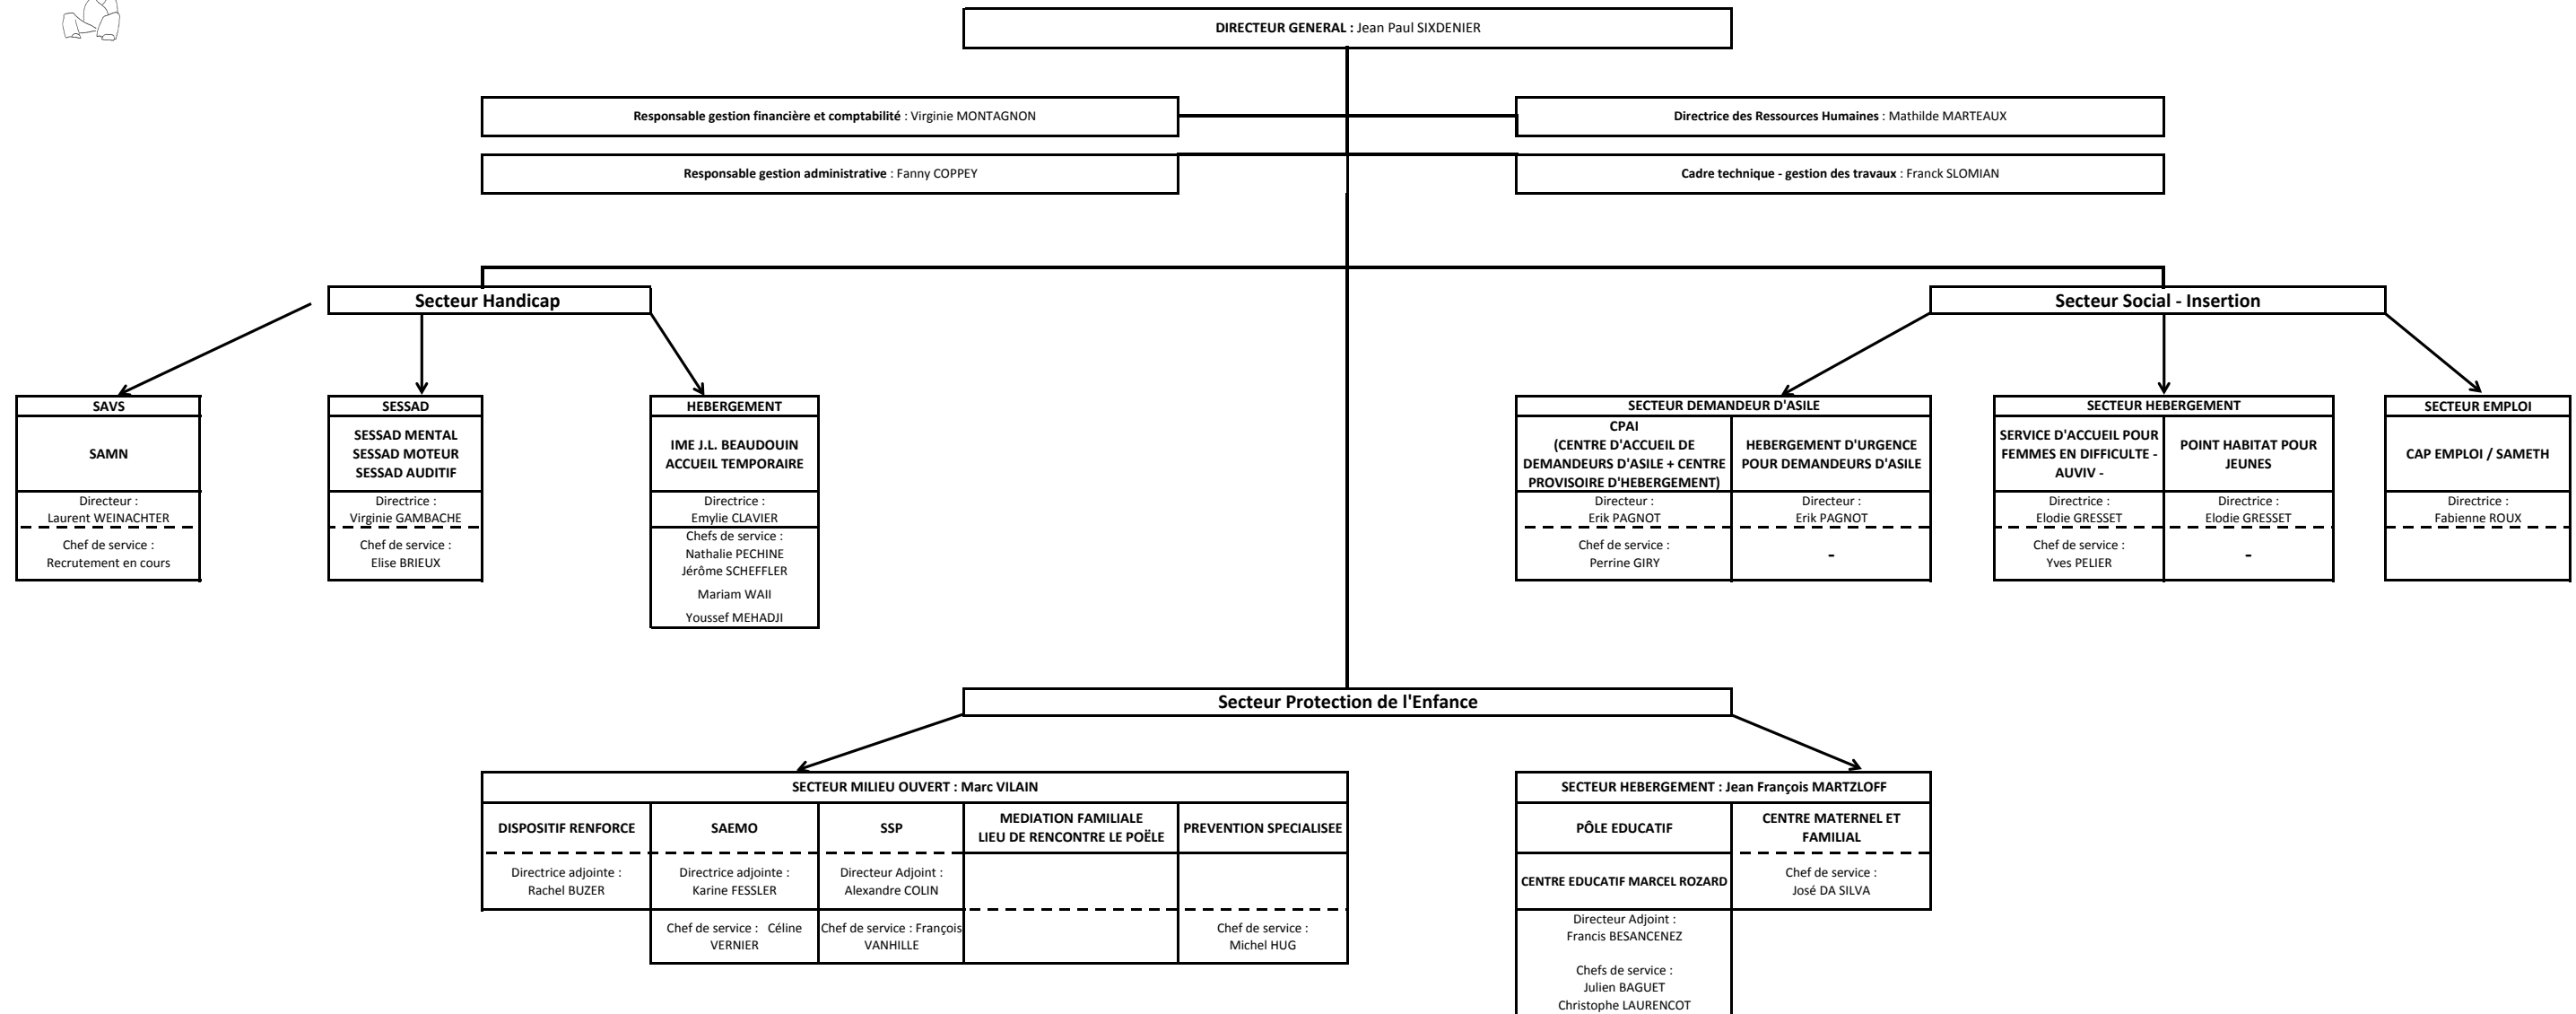 DIRECTEUR GENERAL : Jean Paul SIXDENIER
Responsable gestion financière et comptabilité : Virginie MONTAGNON
Directrice des Ressources Humaines : Mathilde MARTEAUX
Responsable gestion administrative : Fanny COPPEY
Cadre technique - gestion des travaux : Franck SLOMIAN
Secteur Handicap
Secteur Social - Insertion
SAVS
SAMN
Directeur :
Laurent WEINACHTER
Chef de service :
Recrutement en cours
SESSAD
SESSAD MENTAL
SESSAD MOTEUR
SESSAD AUDITIF
Directrice :
Virginie GAMBACHE
Chef de service :
Elise BRIEUX
HEBERGEMENT
IME J.L. BEAUDOUIN
ACCUEIL TEMPORAIRE
Directrice :
Emylie CLAVIER
Chefs de service :
Nathalie PECHINE
Jérôme SCHEFFLER
Mariam WAII
Youssef MEHADJI
SECTEUR DEMANDEUR D'ASILE
CPAI
(CENTRE D'ACCUEIL DE
DEMANDEURS D'ASILE + CENTRE
PROVISOIRE D'HEBERGEMENT)
Directeur :
Erik PAGNOT
Chef de service :
Perrine GIRY
HEBERGEMENT D'URGENCE
POUR DEMANDEURS D'ASILE
Directeur :
Erik PAGNOT
-
SECTEUR HEBERGEMENT
SERVICE D'ACCUEIL POUR
FEMMES EN DIFFICULTE -
AUVIV -
Directrice :
Elodie GRESSET
Chef de service :
Yves PELIER
POINT HABITAT POUR
JEUNES
Directrice :
Elodie GRESSET
-
SECTEUR EMPLOI
CAP EMPLOI / SAMETH
Directrice :
Fabienne ROUX
Secteur Protection de l'Enfance
SECTEUR MILIEU OUVERT : Marc VILAIN
DISPOSITIF RENFORCE
Directrice adjointe :
Rachel BUZER
SAEMO
Directrice adjointe :
Karine FESSLER
Chef de service :   Céline
VERNIER
SSP
Directeur Adjoint :
Alexandre COLIN
Chef de service : François
VANHILLE
MEDIATION FAMILIALE
LIEU DE RENCONTRE LE POËLE
PREVENTION SPECIALISEE
Chef de service :
Michel HUG
SECTEUR HEBERGEMENT : Jean François MARTZLOFF
PÔLE EDUCATIF
CENTRE EDUCATIF MARCEL ROZARD
Directeur Adjoint :
Francis BESANCENEZ
Chefs de service :
Julien BAGUET
Christophe LAURENCOT
CENTRE MATERNEL ET
FAMILIAL
Chef de service :
José DA SILVA